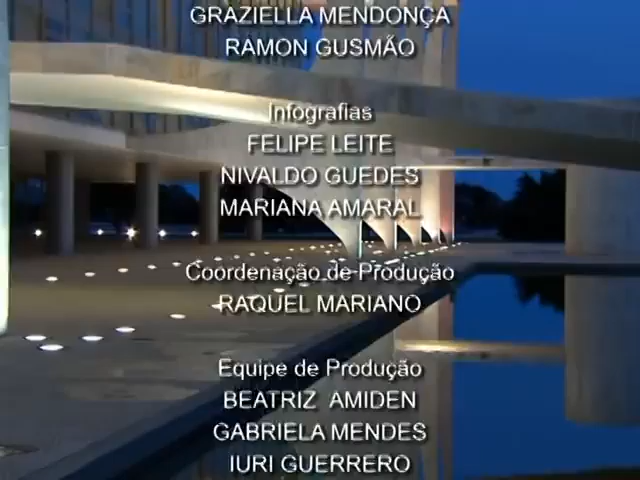 GRAZIELLA MENDONÇA
RAMON GUSMÃO
Infografias
FELIPE LEITE
NIVALDO GUEDES
MARIANA AMARAL
Coordenação de Produção
RAQUEL MARIANO
Equipe de Produção
BEATRIZ AMIDEN
GABRIELA MENDES
IURI GUERRERO